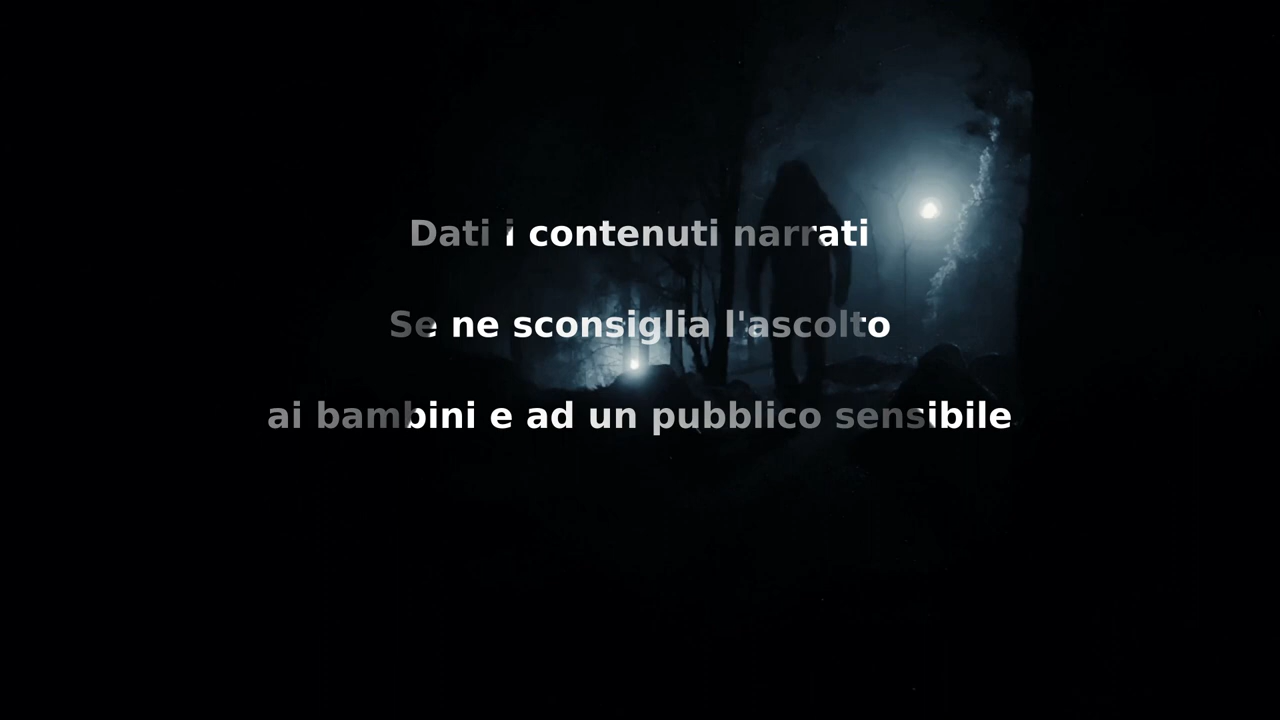 Dati i contenuti narrati
Se ne sconsiglia l'ascolto
ai bambini e ad un pubblico sensibile